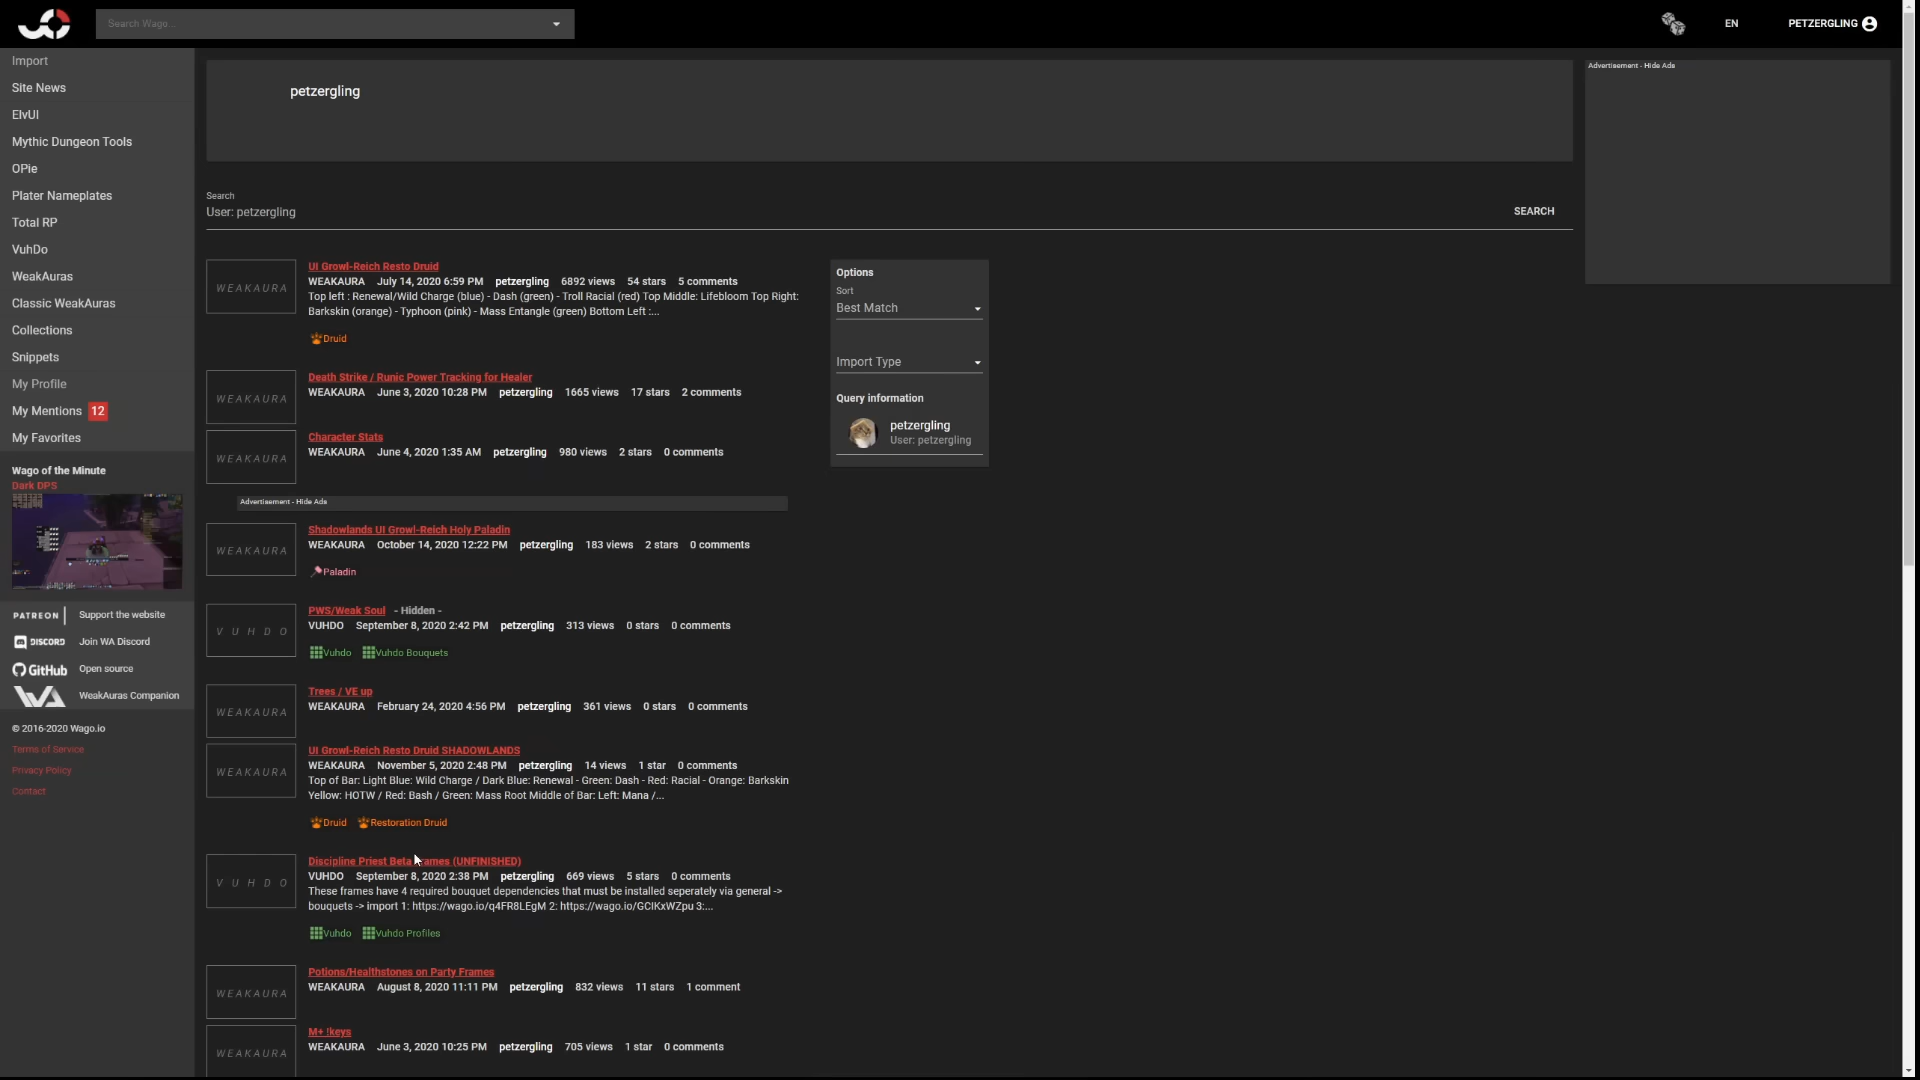 Search Wago...
EN
PETZERGLING
Import
Site News
ElvUI
Mythic Dungeon Tools
OPie
Plater Nameplates
Total RP
VuhDo
WeakAuras
Classic WeakAuras
Collections
Snippets
My Profile
My Mentions 12
My Favorites
Wago of the Minute
Dark DPS
PATREON Support the website
DISCORD Join WA Discord
GitHub Open source
WeakAuras Companion
© 2016-2020 Wago.io
Terms of Service
Privacy Policy
Contact
petzergling
Search
User: petzergling
SEARCH
WEAKAURA
UI Growl-Reich Resto Druid
WEAKAURA July 14, 2020 6:59 PM petzergling 6892 views 54 stars 5 comments
Top left : Renewal/Wild Charge (blue) - Dash (green) - Troll Racial (red) Top Middle: Lifebloom Top Right:
Barkskin (orange) - Typhoon (pink) - Mass Entangle (green) Bottom Left :...
Druid
WEAKAURA
Death Strike / Runic Power Tracking for Healer
WEAKAURA June 3, 2020 10:28 PM petzergling 1665 views 17 stars 2 comments
WEAKAURA
Character Stats
WEAKAURA June 4, 2020 1:35 AM petzergling 980 views 2 stars 0 comments
Advertisement - Hide Ads
WEAKAURA
Shadowlands UI Growl-Reich Holy Paladin
WEAKAURA October 14, 2020 12:22 PM petzergling 183 views 2 stars 0 comments
Paladin
VUHDO
PWS/Weak Soul - Hidden -
VUHDO September 8, 2020 2:42 PM petzergling 313 views 0 stars 0 comments
Vuhdo Vuhdo Bouquets
WEAKAURA
Trees / VE up
WEAKAURA February 24, 2020 4:56 PM petzergling 361 views 0 stars 0 comments
WEAKAURA
UI Growl-Reich Resto Druid SHADOWLANDS
WEAKAURA November 5, 2020 2:48 PM petzergling 14 views 1 star 0 comments
Top of Bar: Light Blue: Wild Charge / Dark Blue: Renewal - Green: Dash - Red: Racial - Orange: Barkskin
Yellow: HOTW / Red: Bash / Green: Mass Root Middle of Bar: Left: Mana /...
Druid Restoration Druid
VUHDO
Discipline Priest Beta (UNFINISHED)
VUHDO September 8, 2020 2:38 PM petzergling 669 views 5 stars 0 comments
These frames have 4 required bouquet dependencies that must be installed seperately via general ->
bouquets -> import 1: https://wago.io/q4FR8LEgM 2: https://wago.io/GCIKxWZpu 3:...
Vuhdo Vuhdo Profiles
WEAKAURA
Potions/Healthstones on Party Frames
WEAKAURA August 8, 2020 11:11 PM petzergling 832 views 11 stars 1 comment
WEAKAURA
M+ !keys
WEAKAURA June 3, 2020 10:25 PM petzergling 705 views 1 star 0 comments
Options
Sort
Best Match
Import Type
Query information
petzergling
User: petzergling
Advertisement - Hide Ads